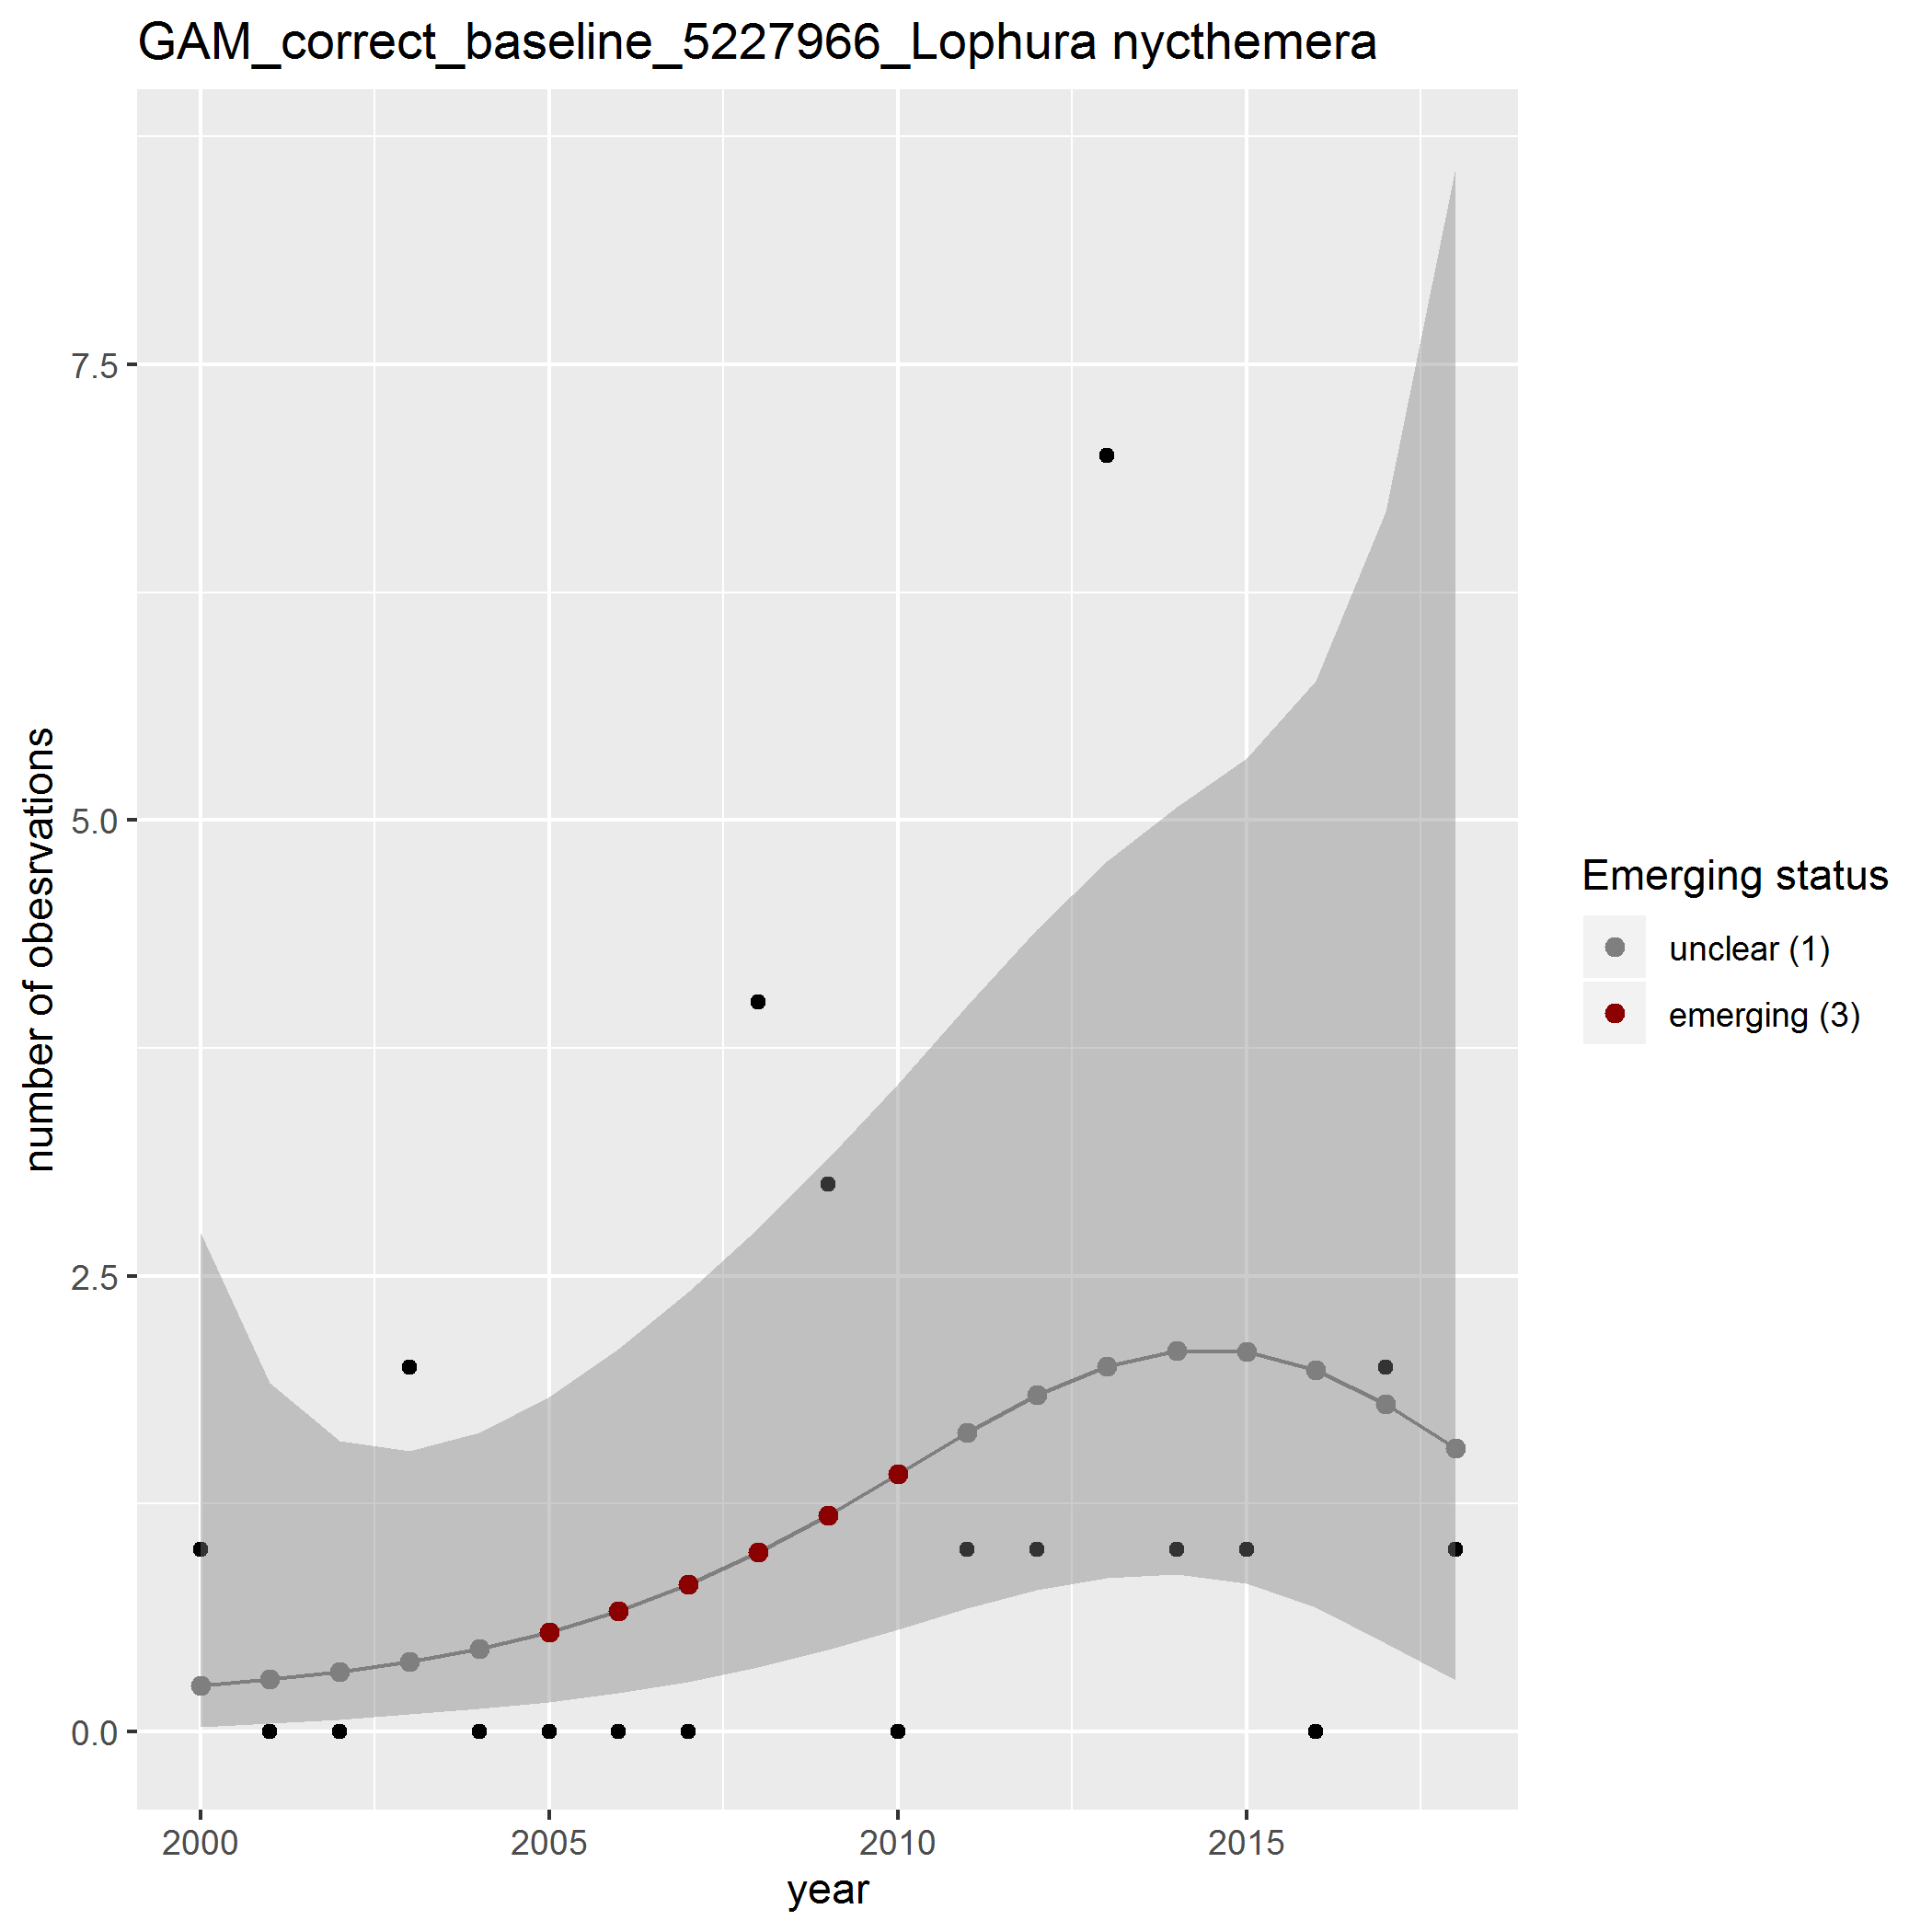 GAM_correct_baseline_5227966_Lophura nycthemera
number of obesrvations
7.5
5.0
2.5
0.0
2000
2005
2010
2015
year
Emerging status
unclear (1)
emerging (3)